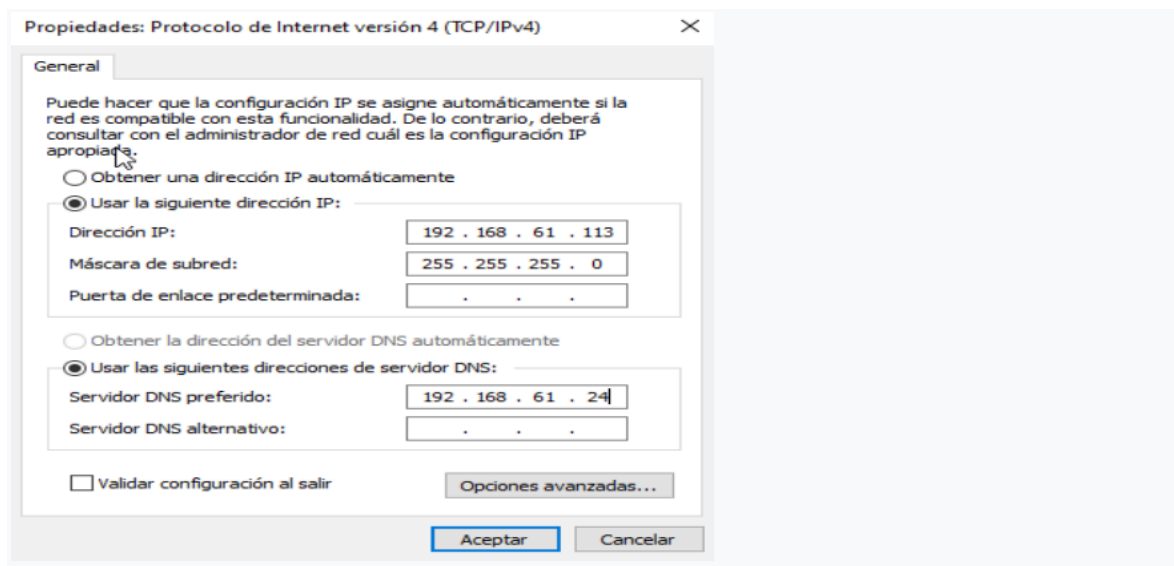 Propiedades: Protocolo de Internet versión 4 (TCP/IPv4)
General
Puede hacer que la configuración IP se asigne automáticamente si la
red es compatible con esta funcionalidad. De lo contrario, deberá
consultar con el administrador de red cuál es la configuración IP
apropiada.
Obtener una dirección IP automáticamente
Usar la siguiente dirección IP:
Dirección IP: 192 . 168 . 61 . 113
Máscara de subred: 255 . 255 . 255 . 0
Puerta de enlace predeterminada: . . .
Obtener la dirección del servidor DNS automáticamente
Usar las siguientes direcciones de servidor DNS:
Servidor DNS preferido: 192 . 168 . 61 . 24
Servidor DNS alternativo: . . .
Validar configuración al salir Opciones avanzadas...
Aceptar Cancelar